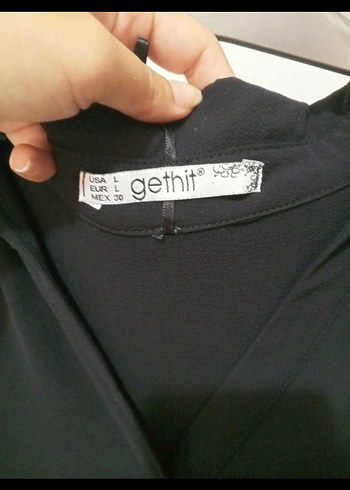 USA L
EUR L
MEX 30
gethit®